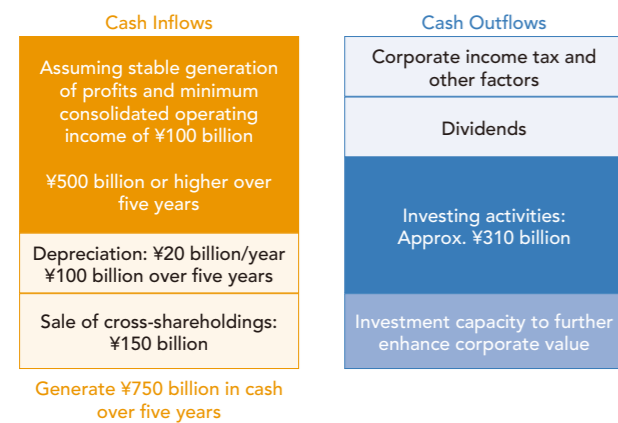 Cash Inflows
Assuming stable generation
of profits and minimum
consolidated operating
income of ¥100 billion
¥500 billion or higher over
five years
Depreciation: ¥20 billion/year
¥100 billion over five years
Sale of cross-shareholdings:
¥150 billion
Generate ¥750 billion in cash
over five years
Cash Outflows
Corporate income tax and
other factors
Dividends
Investing activities:
Approx. ¥310 billion
Investment capacity to further
enhance corporate value